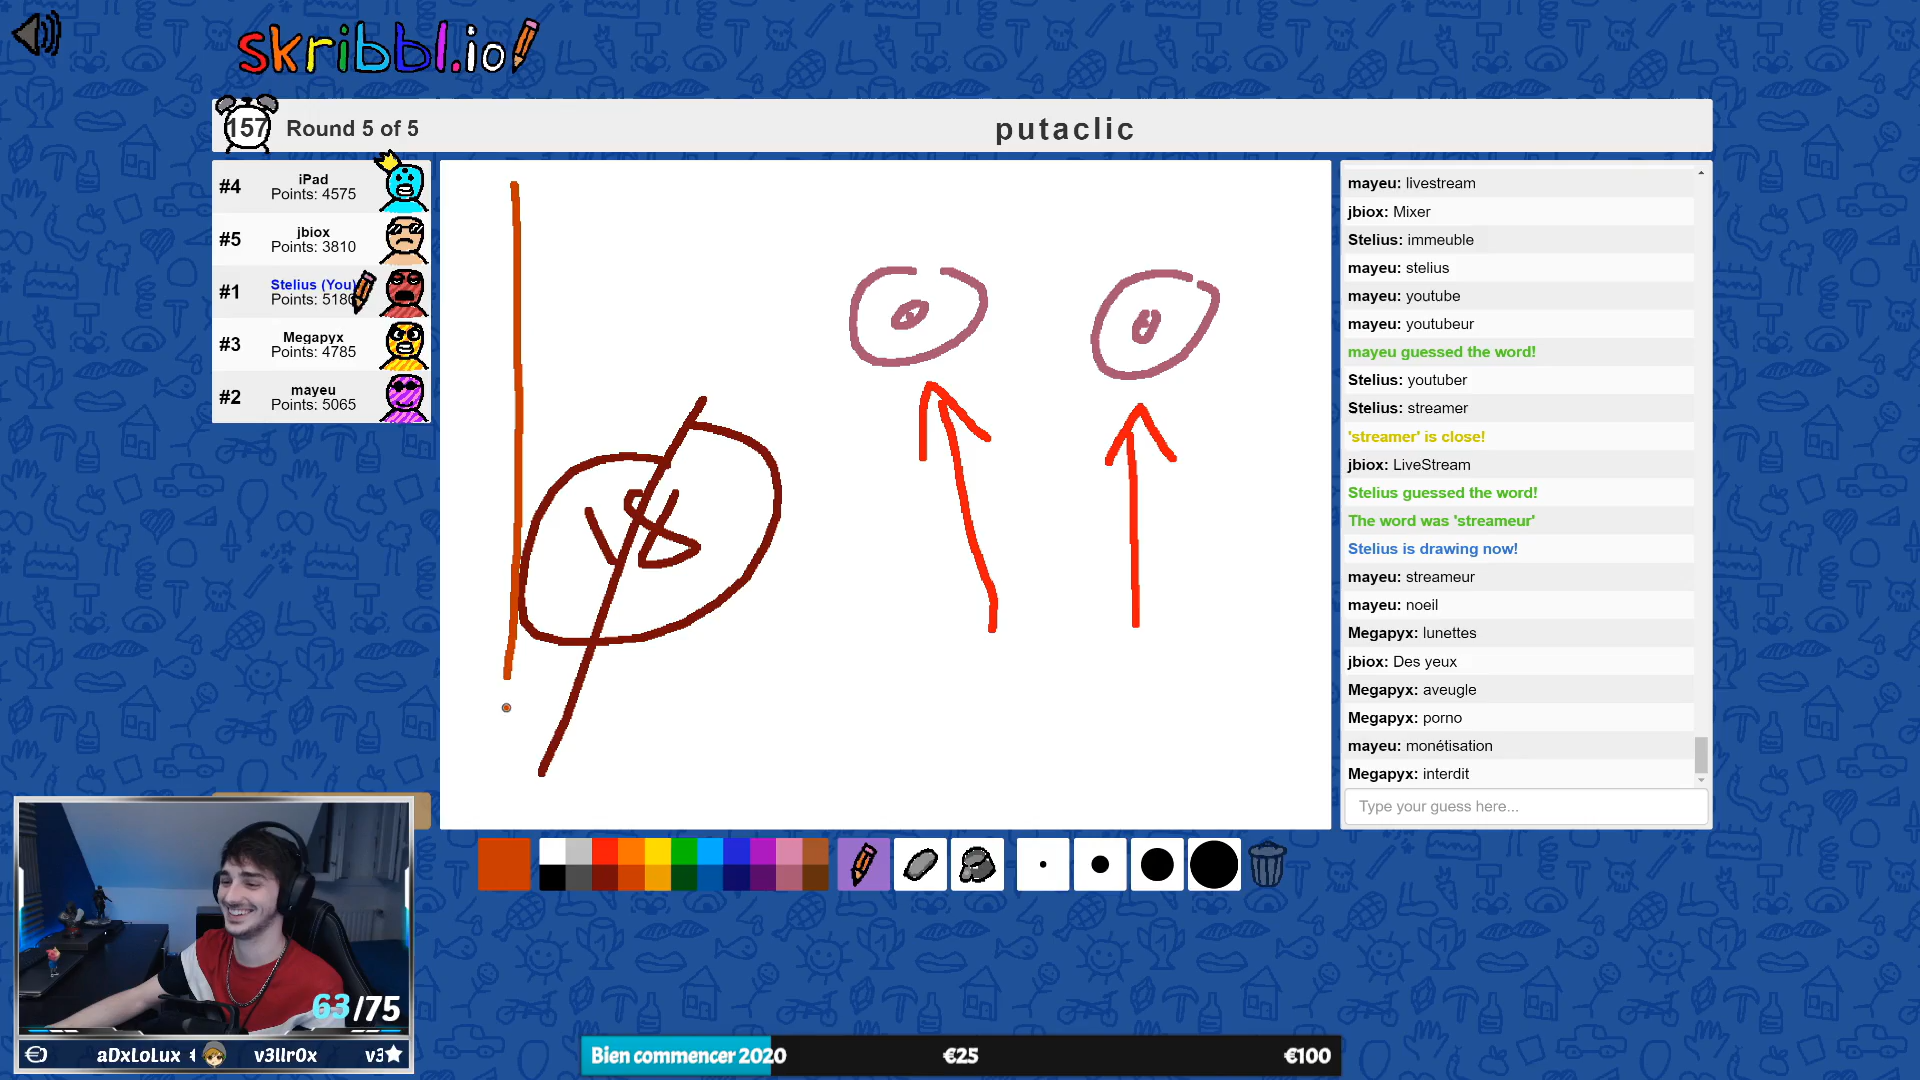 skribbl.io
157
Round 5 of 5
putaclic
#4
iPad
Points: 4575
#5
jbiox
Points: 3810
#1
Stelius (You)
#3
Megapyx
Points: 4785
#2
mayeu
Points: 5065
VS
mayeu: livestream
jbiox: Mixer
Stelius: immeuble
mayeu: stelius
mayeu: youtube
mayeu: youtubeur
mayeu guessed the word!
Stelius: youtuber
Stelius: streamer
'streamer' is close!
jbiox: LiveStream
Stelius guessed the word!
The word was 'streameur'
Stelius is drawing now!
mayeu: streameur
mayeu: noeil
Megapyx: lunettes
jbiox: Des yeux
Megapyx: aveugle
Megapyx: porno
mayeu: monétisation
Megapyx: interdit
Type your guess here...
63/75
aDxLoLux v3llr0x v3
Bien commencer 2020 €25 €100